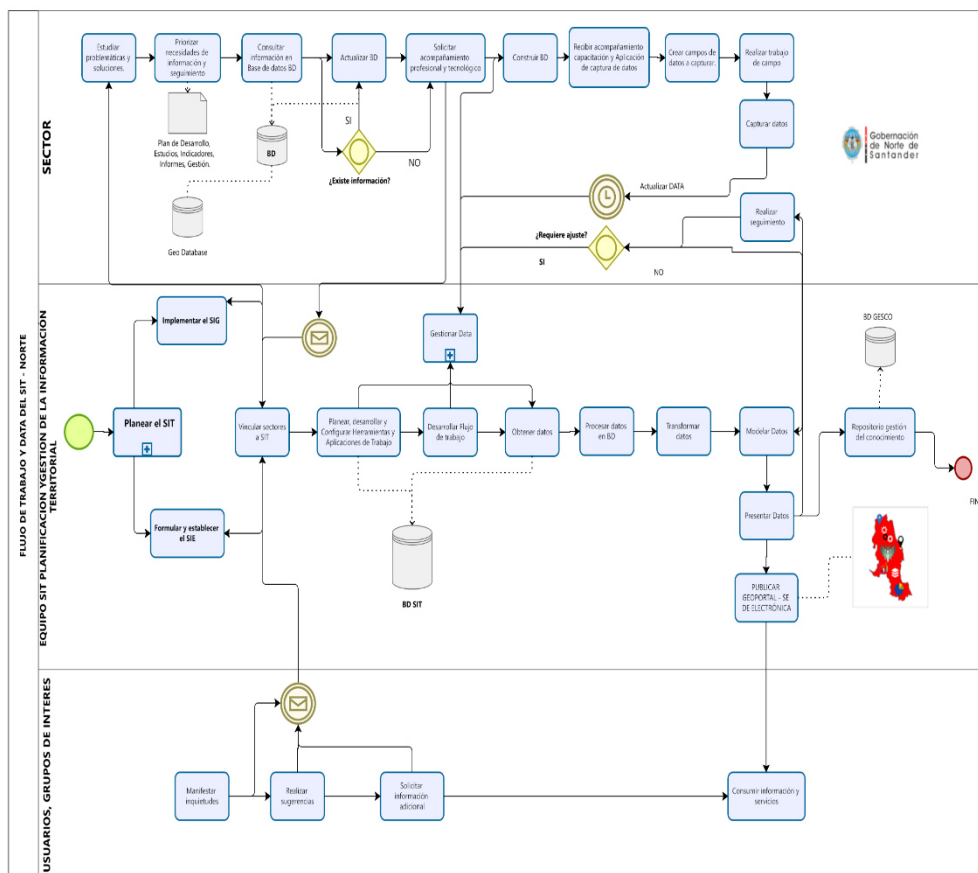 FLUJO DE TRABAJO Y DATA DEL SIT - NORTE
SECTOR
Estudiar
problemáticas y
soluciones.
Priorizar
necesidades de
información y
seguimiento
Consultar
información en
Base de datos BD
Actualizar BD
Solicitar
acompañamiento
profesional y tecnológico
Construir BD
Recibir acompañamiento
capacitación y Aplicación
de captura de datos
Crear campos de
datos a capturar.
Realizar trabajo
de campo
Plan de Desarrollo,
Estudios, Indicadores,
Informes, Gestión.
BD
SI
NO
¿Existe información?
Geo Database
Capturar datos
Gobernación
de Norte de
Santander
Actualizar DATA
Realizar
seguimiento
¿Requiere ajuste?
SI
NO
EQUIPO SIT PLANIFICACION YGESTIÓN DE LA INFORMACIÓN
TERRITORIAL
Implementar el SIG
Gestionar Data
BD GESCO
Planear el SIT
Vincular sectores
a SIT
Planear, desarrollar y
Configurar Herramientas y
Aplicaciones de Trabajo
Desarrollar Flujo
de trabajo
Obtener datos
Procesar datos
en BD
Transformar
datos
Modelar Datos
Repositorio gestión
del conocimiento
FIN
Formular y establecer
el SIE
Presentar Datos
BD SIT
PUBLICAR
GEOPORTAL - SE
DE ELECTRÓNICA
USUARIOS, GRUPOS DE INTERES
Manifestar
inquietudes
Realizar
sugerencias
Solicitar
información
adicional
Consumir información y
servicios